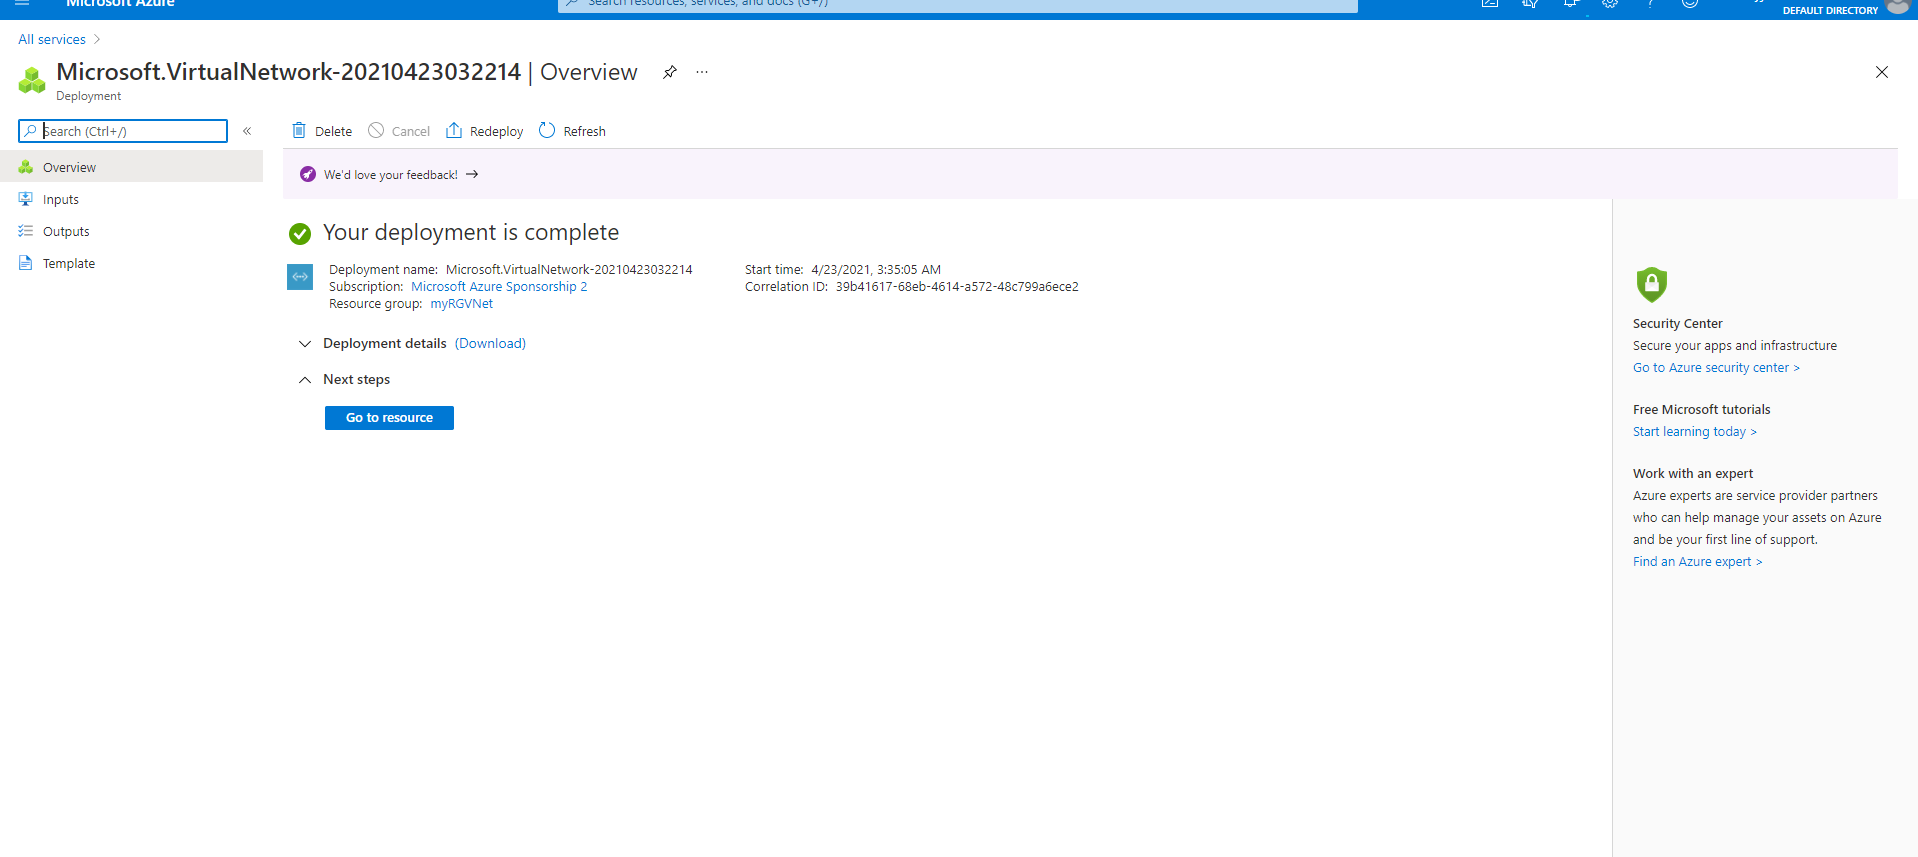 Microsoft Azure
Search resources, services, and docs (G+/)
DEFAULT DIRECTORY
All services
Microsoft.VirtualNetwork-20210423032214 | Overview
Deployment
Search (Ctrl+/)
Delete
Cancel
Redeploy
Refresh
Overview
Inputs
Outputs
Template
We'd love your feedback!
Your deployment is complete
Deployment name: Microsoft.VirtualNetwork-20210423032214
Subscription: Microsoft Azure Sponsorship 2
Resource group: myRGVNet
Start time: 4/23/2021, 3:35:05 AM
Correlation ID: 39b41617-68eb-4614-a572-48c799a6ece2
Deployment details (Download)
Next steps
Go to resource
Security Center
Secure your apps and infrastructure
Go to Azure security center >
Free Microsoft tutorials
Start learning today >
Work with an expert
Azure experts are service provider partners
who can help manage your assets on Azure
and be your first line of support.
Find an Azure expert >